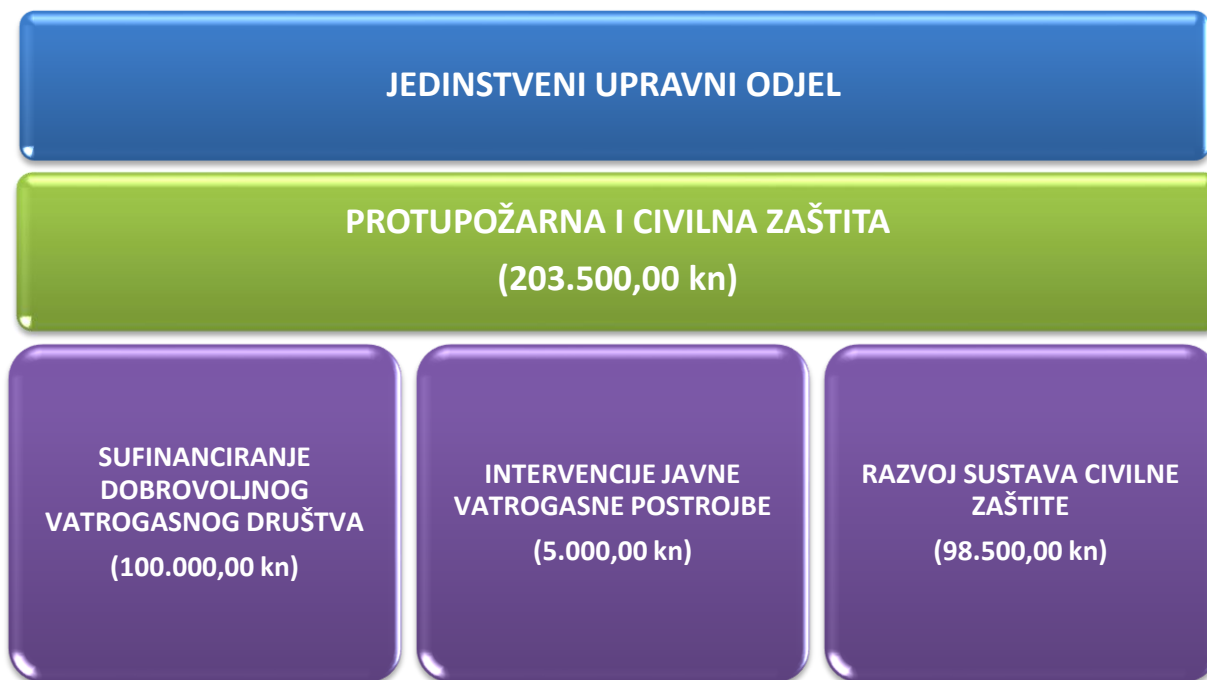 JEDINSTVENI UPRAVNI ODJEL
PROTUPOŽARNA I CIVILNA ZAŠTITA
(203.500,00 kn)
SUFINANCIRANJE
DOBROVOLJNOG
VATROGASNOG DRUŠTVA
(100.000,00 kn)
INTERVENCIJE JAVNE
VATROGASNE POSTROJBE
(5.000,00 kn)
RAZVOJ SUSTAVA CIVILNE
ZAŠTITE
(98.500,00 kn)